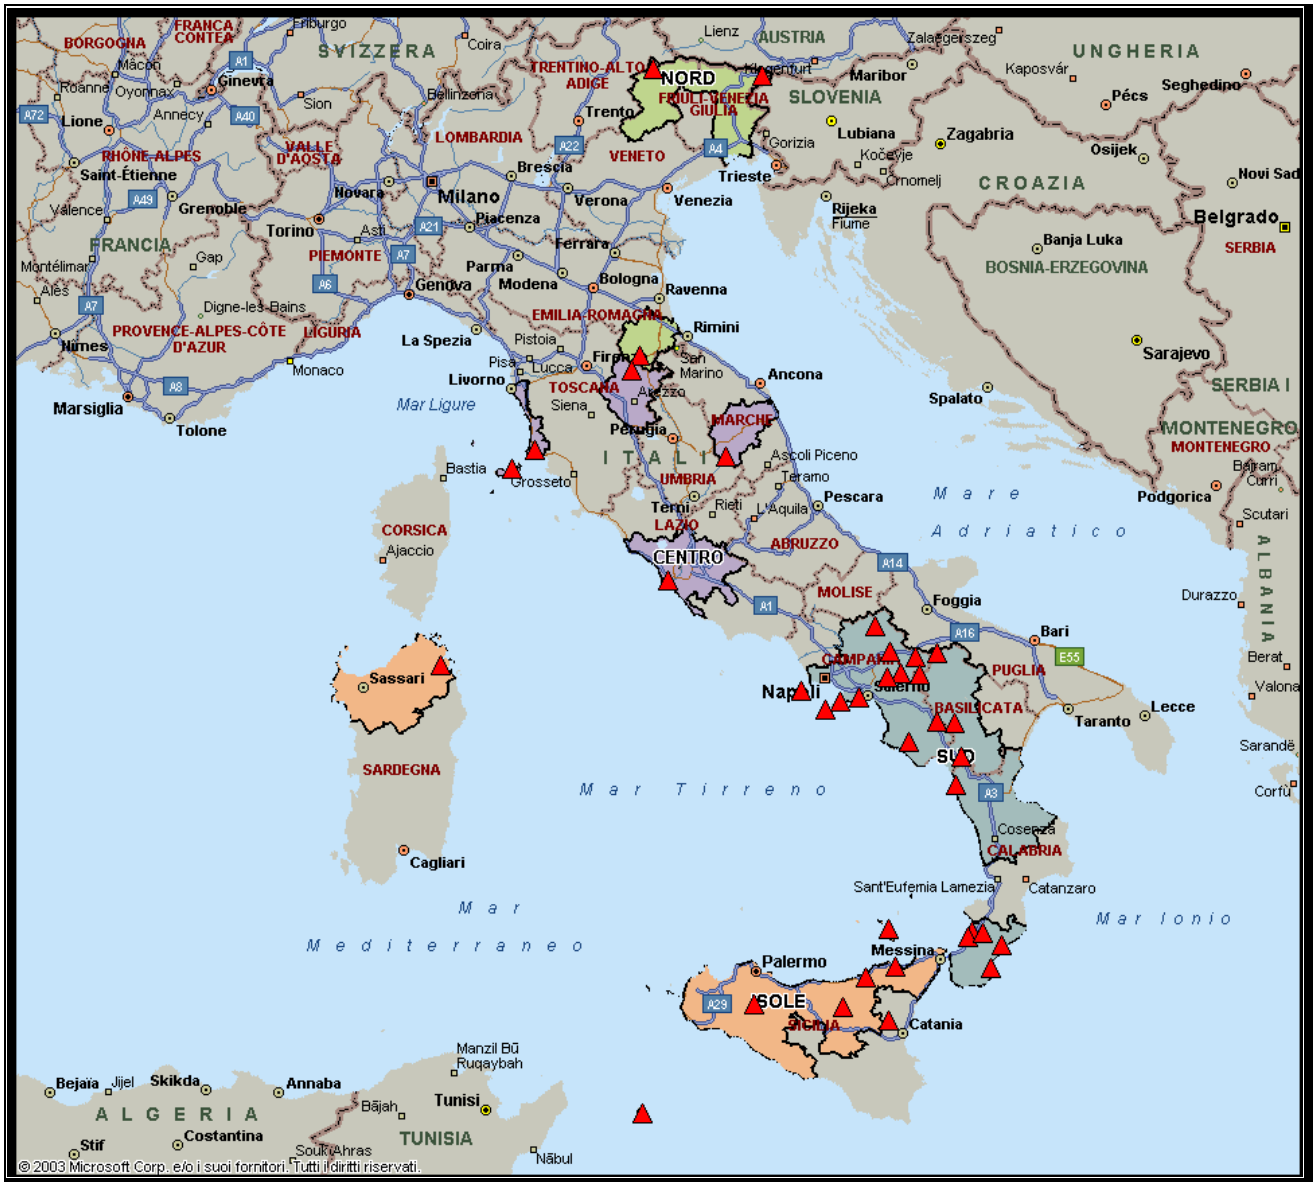 Friburgo
FRANCA
CONTEA
BORGOGNA
SVIZZERA
Coira
Lienz
AUSTRIA
Zalaegerszeg
UNGHERIA
Mâcon
A1
Ginevra
Roanne
Oyonnax
Sion
Bellinzona
TRENTINO-ALTO
ADIGE
NORD
Klagenfurt
Maribor
Kaposvár
Seghedino
Pécs
FRIULI-VENEZIA
GIULIA
SLOVENIA
A72
Lione
Annecy
A40
Trento
Lubiana
Zagabria
LOMBARDIA
A22
A4
Gorizia
Osijek
RHÔNE-ALPES
VALLE
D'AOSTA
VENETO
Kočevje
Saint-Étienne
Brescia
Trieste
Crnomelj
CROAZIA
Novi Sad
A49
Grenoble
Novara
Milano
Verona
Venezia
Rijeka
Fiume
Valence
Piacenza
Belgrado
Torino
Asti
A21
FRANCIA
PIEMONTE
A7
Ferrara
Banja Luka
SERBIA
Montélimar
Gap
Parma
BOSNIA-ERZEGOVINA
Modena
Bologna
A6
Genova
Ales
A7
Digne-les-Bains
Ravenna
EMILIA-ROMAGNA
PROVENCE-ALPES-CÔTE
D'AZUR
LIGURIA
Nimes
La Spezia
Pistoia
Rimini
Sarajevo
Pisa
Lucca
Firenz
San
Marino
Monaco
A8
Livorno
TOSCANA
Arezzo
Ancona
SERBIA I
Marsiglia
Mar Ligure
Siena
Spalato
Tolone
Perugia
MARCHE
MONTENEGRO
MONTENEGRO
ITALI
Ascoli Piceno
Bastia
Grosseto
UMBRIA
Teramo
Bajram
Curri
Podgorica
Mare
Terni
Rieti
L'Aquila
Pescara
Scutari
CORSICA
LAZIO
Adriatico
Ajaccio
CENTRO
ABRUZZO
ALBANIA
A14
MOLISE
Durazzo
A1
Foggia
A16
Bari
Berat
CAMPANI
E55
PUGLIA
Sassari
Napoli
Salerno
Valona
BASILICATA
Lecce
Taranto
Sarandë
SUD
SARDEGNA
Mar Tirreno
A3
Corfù
Cosenza
CALABRIA
Cagliari
Sant'Eufemia Lamezia
Catanzaro
Mar
Mar Ionio
Mediterraneo
Messina
Palermo
A29
ISOLE
SICILIA
Catania
Manzil Bū
Ruqaybah
Bejaïa
Jijel
Skikda
Annaba
Tunisi
Bājah
ALGERIA
TUNISIA
Costantina
Stif
Souk Ahras
Nābul
© 2003 Microsoft Corp. e/o i suoi fornitori. Tutti i diritti riservati.